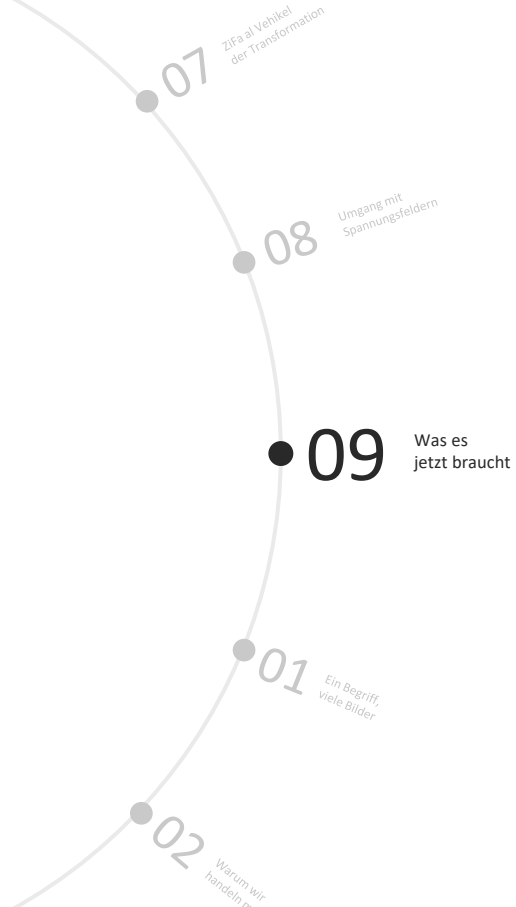 07
ZiFa al Vehikel
der Transformation
08
Umgang mit
Spannungsfeldern
09
Was es
jetzt braucht
01
Ein Begriff,
viele Bilder
02
Warum wir
handeln